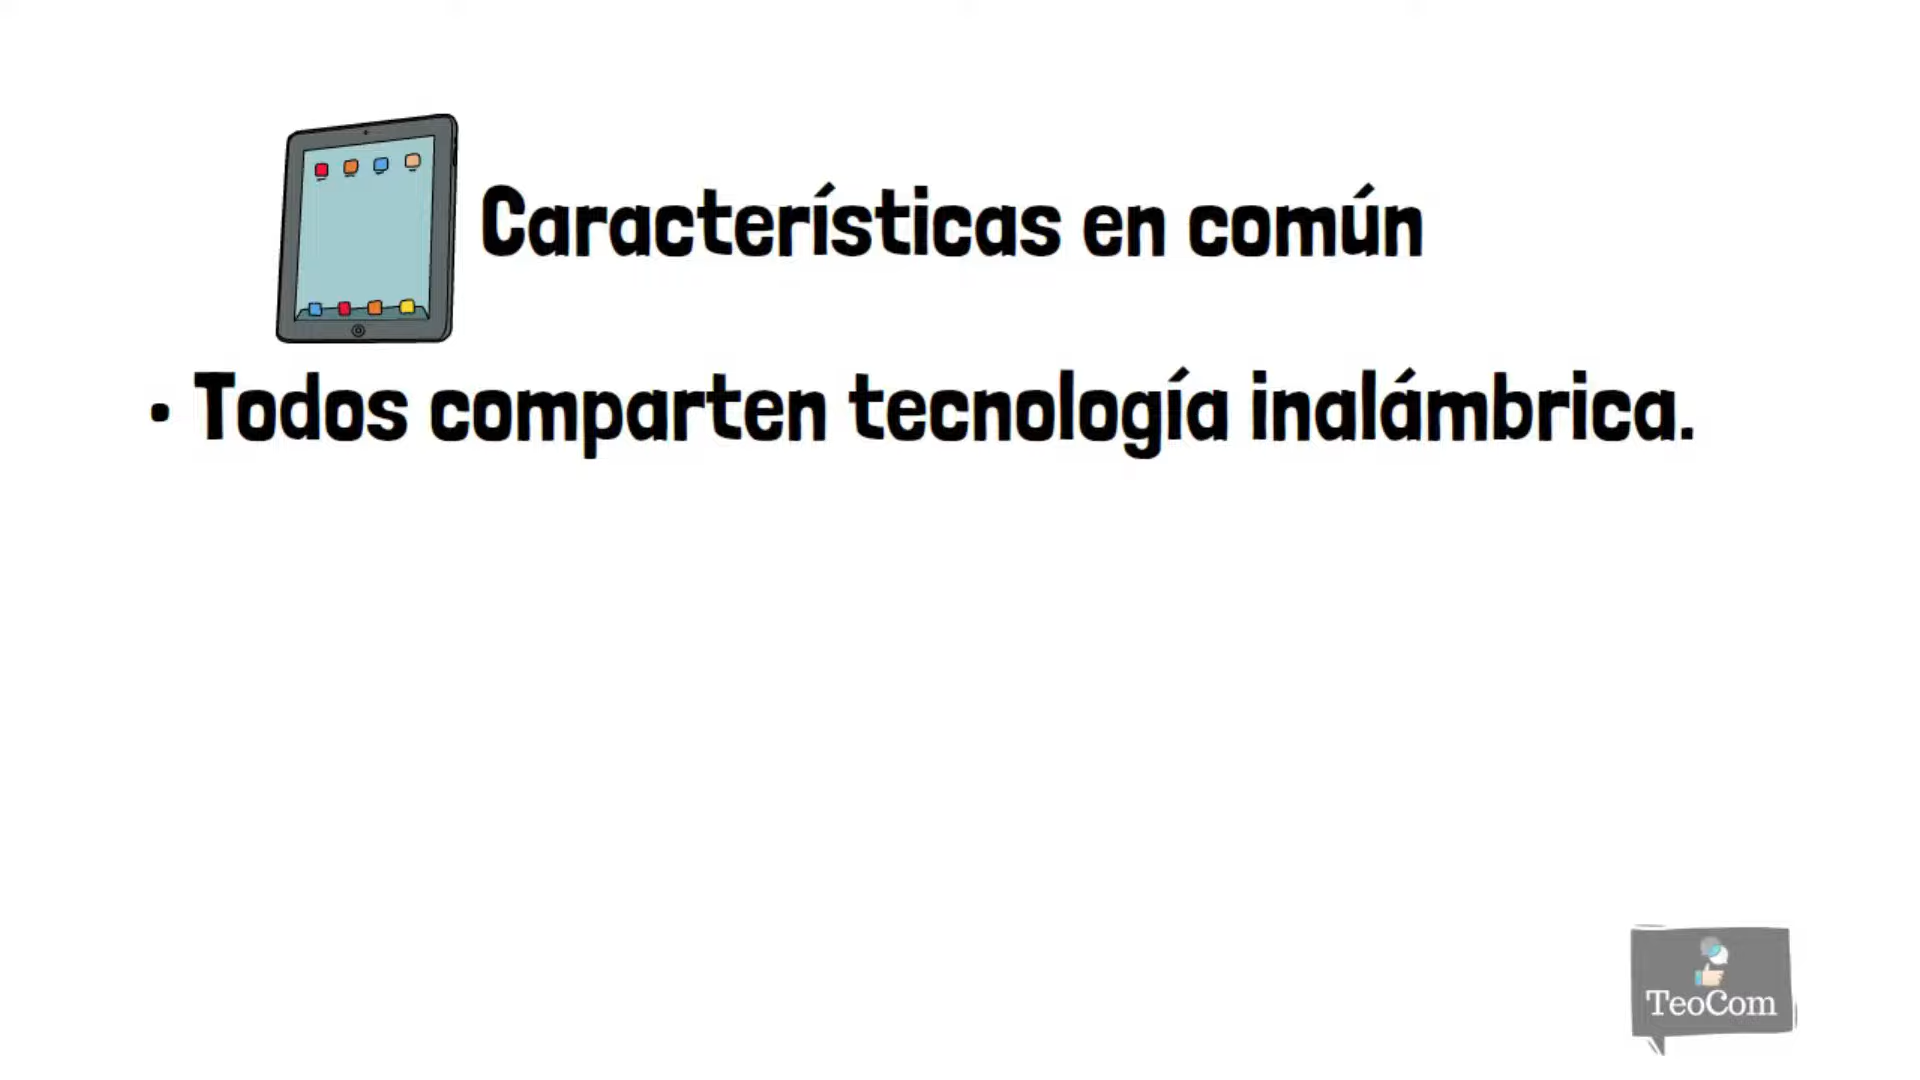 Características en común
• Todos comparten tecnología inalámbrica.
TeoCom